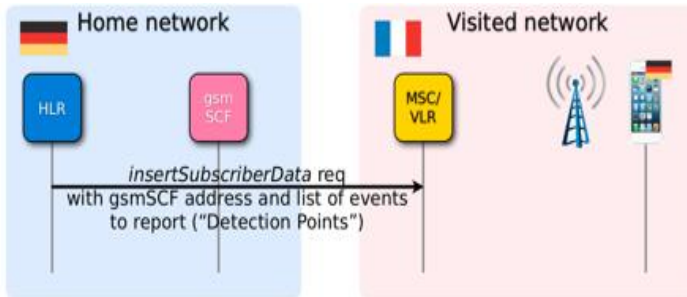 Home network
Visited network
HLR
gsm
SCF
MSC/
VLR
insertSubscriberData req
with gsmSCF address and list of events
to report (“Detection Points”)